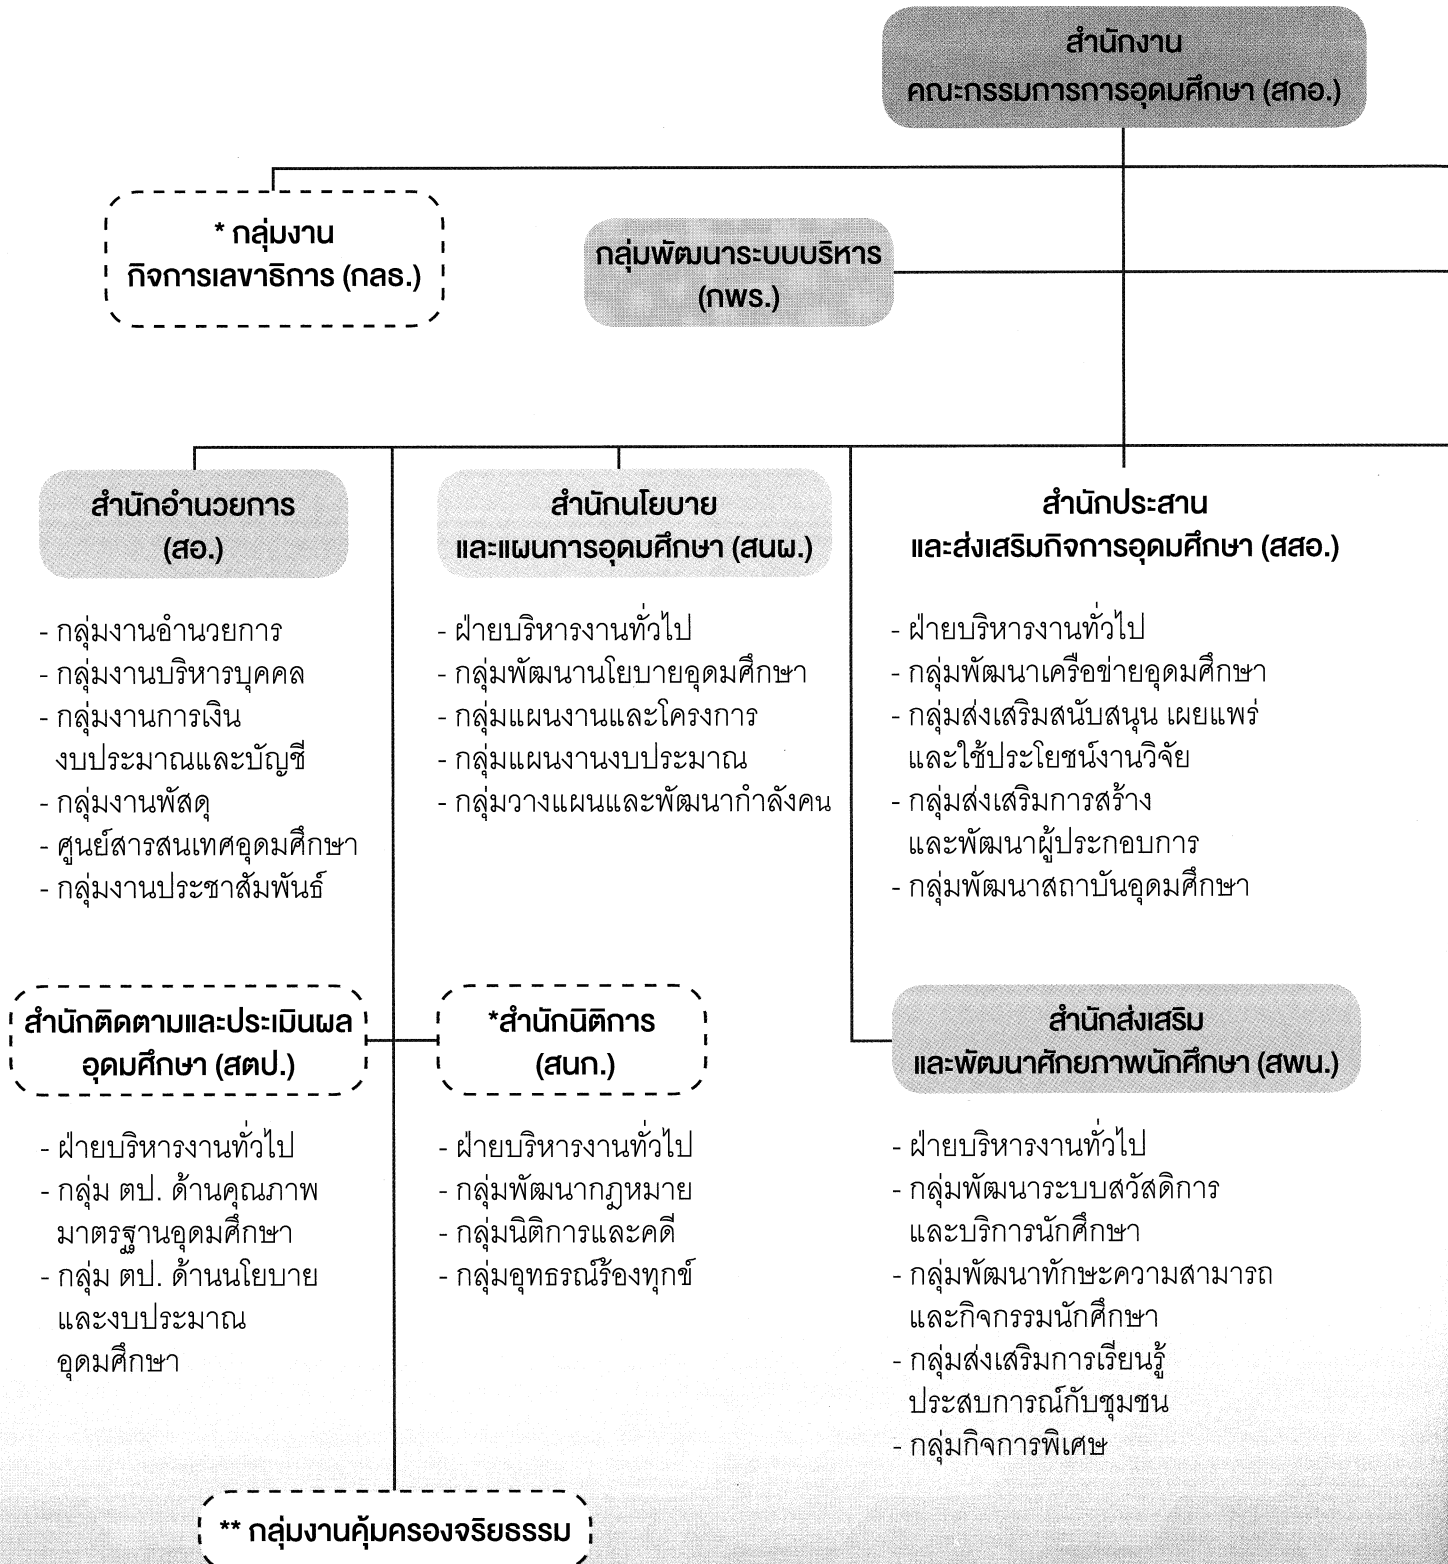 สำนักงาน
คณะกรรมการการอุดมศึกษา (สกอ.)
* กลุ่มงาน
กิจการเลขาธิการ (กลธ.)
กลุ่มพัฒนาระบบบริหาร
(กพร.)
สำนักอำนวยการ
(สอ.)
- กลุ่มงานอำนวยการ
- กลุ่มงานบริหารบุคคล
- กลุ่มงานการเงิน
งบประมาณและบัญชี
- กลุ่มงานพัสดุ
- ศูนย์สารสนเทศอุดมศึกษา
- กลุ่มงานประชาสัมพันธ์
สำนักนโยบาย
และแผนการอุดมศึกษา (สนผ.)
- ฝ่ายบริหารงานทั่วไป
- กลุ่มพัฒนานโยบายอุดมศึกษา
- กลุ่มแผนงานและโครงการ
- กลุ่มแผนงานงบประมาณ
- กลุ่มวางแผนและพัฒนากำลังคน
สำนักประสาน
และส่งเสริมกิจการอุดมศึกษา (สสอ.)
- ฝ่ายบริหารงานทั่วไป
- กลุ่มพัฒนาเครือข่ายอุดมศึกษา
- กลุ่มส่งเสริมสนับสนุน เผยแพร่
และใช้ประโยชน์งานวิจัย
- กลุ่มส่งเสริมการสร้าง
และพัฒนาผู้ประกอบการ
- กลุ่มพัฒนาสถาบันอุดมศึกษา
สำนักติดตามและประเมินผล
อุดมศึกษา (สตป.)
- ฝ่ายบริหารงานทั่วไป
- กลุ่ม ตป. ด้านคุณภาพ
มาตรฐานอุดมศึกษา
- กลุ่ม ตป. ด้านนโยบาย
และงบประมาณ
อุดมศึกษา
*สำนักนิติการ
(สนก.)
- ฝ่ายบริหารงานทั่วไป
- กลุ่มพัฒนากฎหมาย
- กลุ่มนิติการและคดี
- กลุ่มอุทธรณ์ร้องทุกข์
สำนักส่งเสริม
และพัฒนาศักยภาพนักศึกษา (สพน.)
- ฝ่ายบริหารงานทั่วไป
- กลุ่มพัฒนาระบบสวัสดิการ
และบริการนักศึกษา
- กลุ่มพัฒนาทักษะความสามารถ
และกิจกรรมนักศึกษา
- กลุ่มส่งเสริมการเรียนรู้
ประสบการณ์กับชุมชน
- กลุ่มกิจการพิเศษ
** กลุ่มงานคุ้มครองจริยธรรม